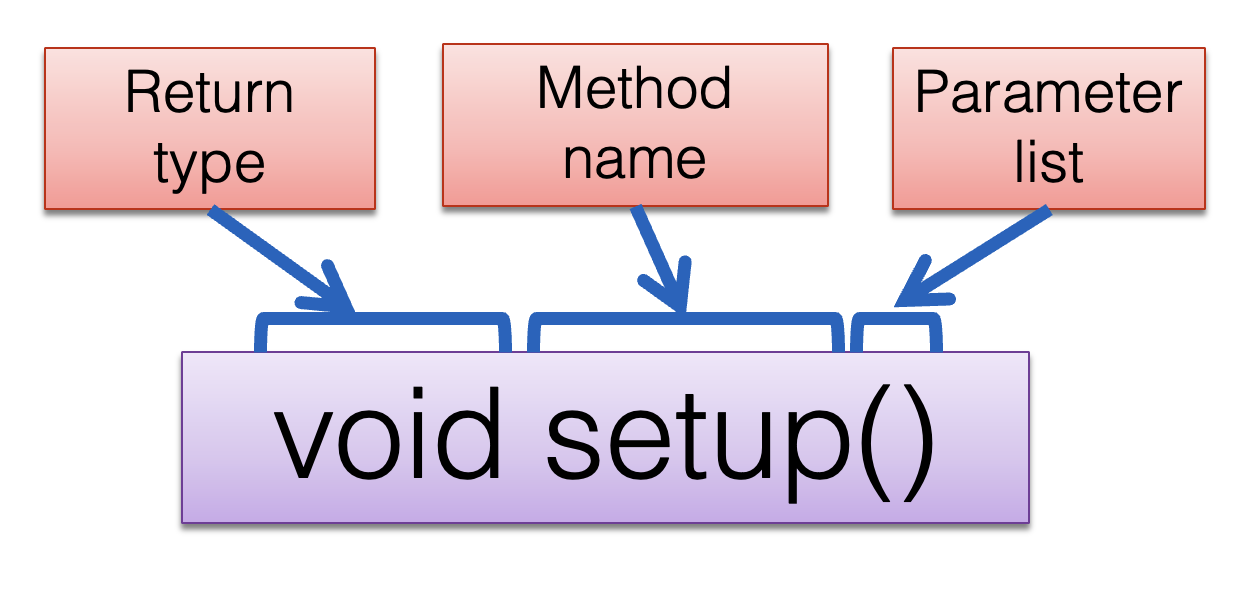 Return
type
Method
name
Parameter
list
void setup()